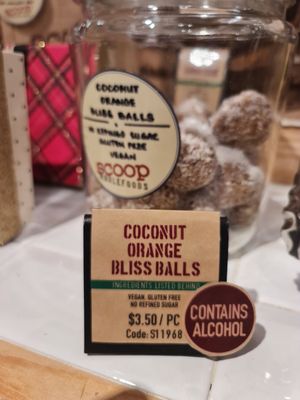 COCONUT
ORANGE
BLISS BALLS
REFINED SUGAR
GLUTEN FREE
VEGAN
SCOOP
WHOLEFOODS
COCONUT
ORANGE
BLISS BALLS
INGREDIENTS LISTED BEHIND
VEGAN. GLUTEN FREE
NO REFINED SUGAR
$3.50 / PC
Code: S11968
CONTAINS
ALCOHOL